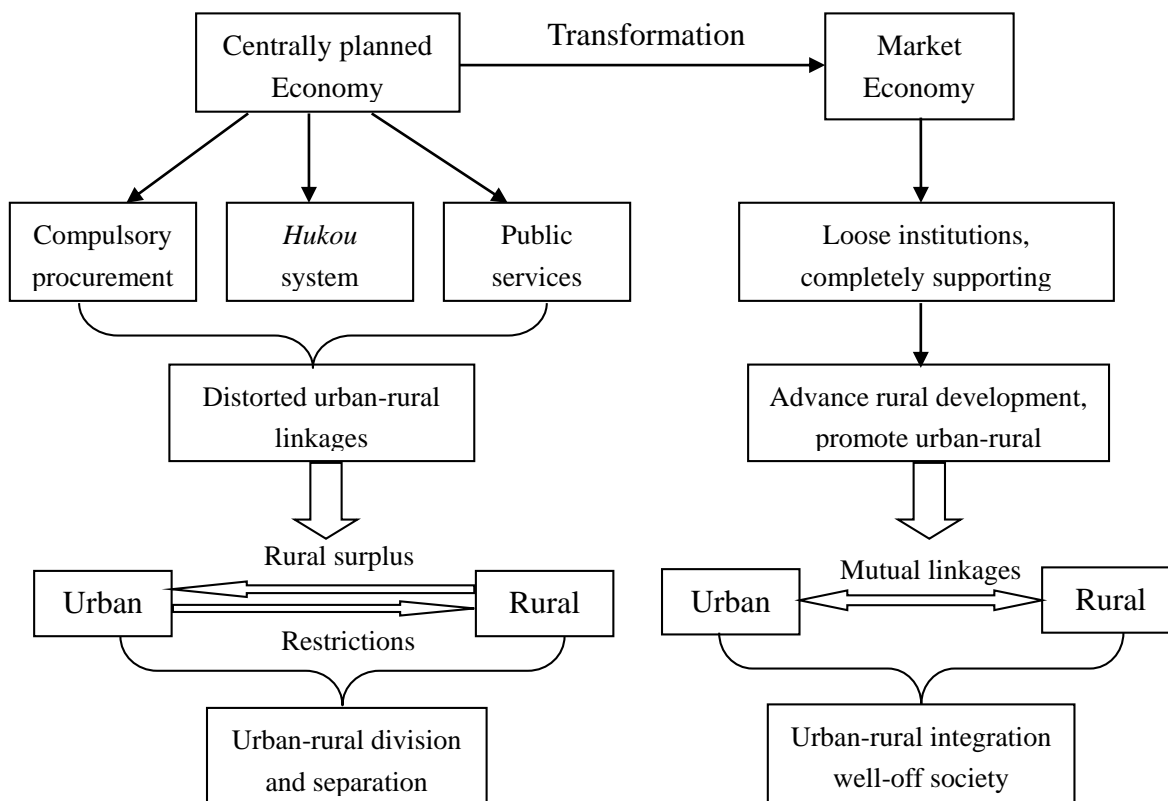 Centrally planned
Economy
Transformation
Market
Economy
Compulsory
procurement
Hukou
system
Public
services
Loose institutions,
completely supporting
Distorted urban-rural
linkages
Advance rural development,
promote urban-rural
Rural surplus
Urban
Rural
Restrictions
Mutual linkages
Urban
Rural
Urban-rural division
and separation
Urban-rural integration
well-off society